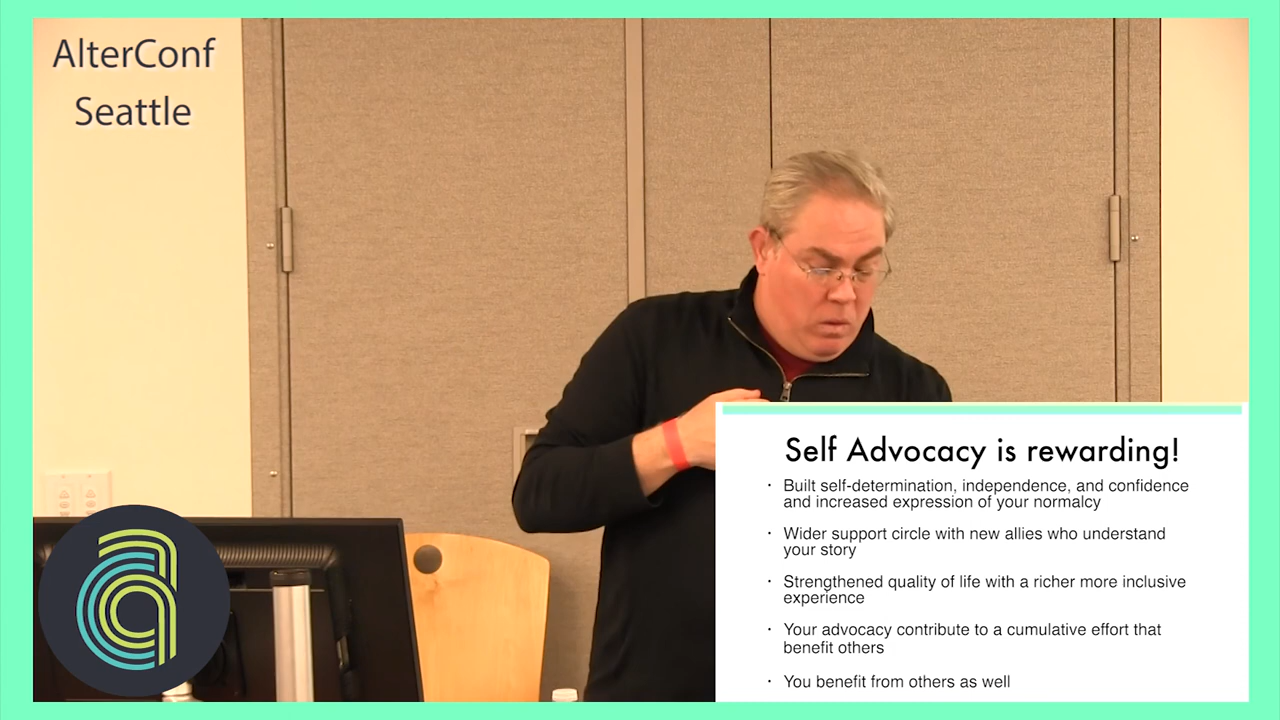 AlterConf
Seattle
Self Advocacy is rewarding!
· Built self-determination, independence, and confidence
and increased expression of your normalcy
· Wider support circle with new allies who understand
your story
· Strengthened quality of life with a richer more inclusive
experience
· Your advocacy contribute to a cumulative effort that
benefit others
· You benefit from others as well